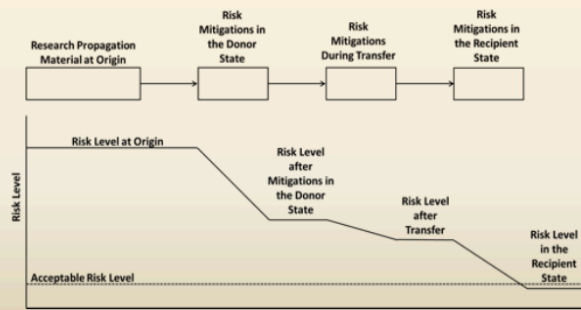 Research Propagation
Material at Origin
Risk
Mitigations in
the Donor
State
Risk
Mitigations
During Transfer
Risk
Mitigations in
the Recipient
State
Risk Level
Risk Level at Origin
Risk Level
after
Mitigations in
the Donor
State
Risk Level
after
Transfer
Risk Level
in the
Recipient
State
Acceptable Risk Level